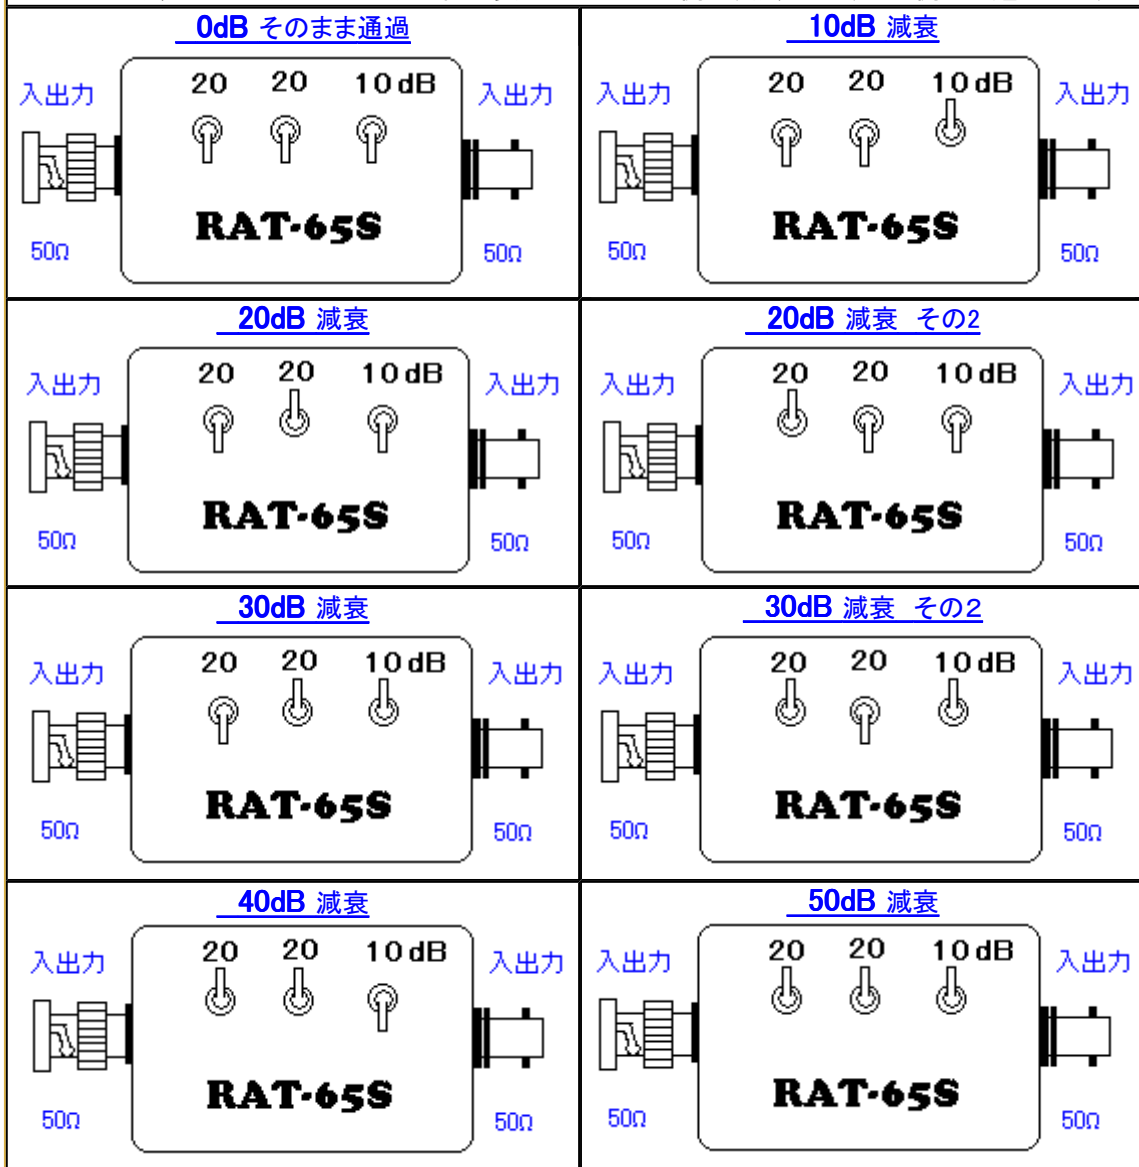 0dB そのまま通過
20 20 10dB
入出力 入出力
RAT-65S
50Ω 50Ω
10dB 減衰
20 20 10dB
入出力 入出力
RAT-65S
50Ω 50Ω
20dB 減衰
20 20 10dB
入出力 入出力
RAT-65S
50Ω 50Ω
20dB 減衰 その2
20 20 10dB
入出力 入出力
RAT-65S
50Ω 50Ω
30dB 減衰
20 20 10dB
入出力 入出力
RAT-65S
50Ω 50Ω
30dB 減衰 その2
20 20 10dB
入出力 入出力
RAT-65S
50Ω 50Ω
40dB 減衰
20 20 10dB
入出力 入出力
RAT-65S
50Ω 50Ω
50dB 減衰
20 20 10dB
入出力 入出力
RAT-65S
50Ω 50Ω